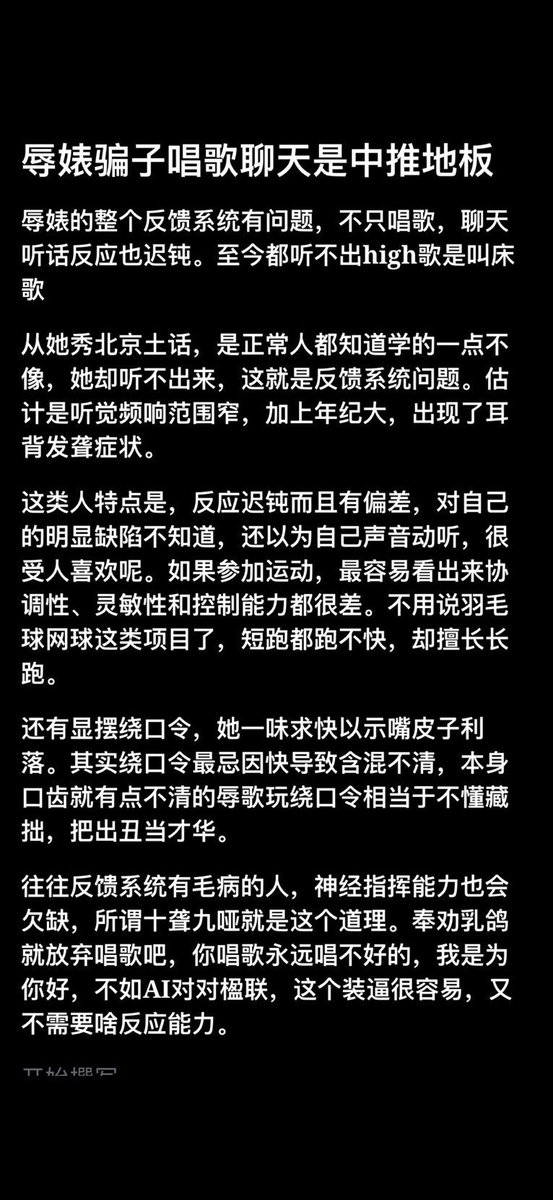 辱婊骗子唱歌聊天是中推地板
辱婊的整个反馈系统有问题，不只唱歌，聊天
听话反应也迟钝。至今都听不出high歌是叫床
歌
从她秀北京土话，是正常人都知道学的一点不
像，她却听不出来，这就是反馈系统问题。估
计是听觉频响范围窄，加上年纪大，出现了耳
背发聋症状。
这类人特点是，反应迟钝而且有偏差，对自己
的明显缺陷不知道，还以为自己声音动听，很
受人喜欢呢。如果参加运动，最容易看出来协
调性、灵敏性和控制能力都很差。不用说羽毛
球网球这类项目了，短跑都跑不快，却擅长长
跑。
还有显摆绕口令，她一味求快以示嘴皮子利
落。其实绕口令最忌因快导致含混不清，本身
口齿就有点不清的辱歌玩绕口令相当于不懂藏
拙，把出丑当才华。
往往反馈系统有毛病的人，神经指挥能力也会
欠缺，所谓十聋九哑就是这个道理。奉劝乳鸽
就放弃唱歌吧，你唱歌永远唱不好的，我是为
你好，不如AI对对楹联，这个装逼很容易，又
不需要啥反应能力。
开始撰写